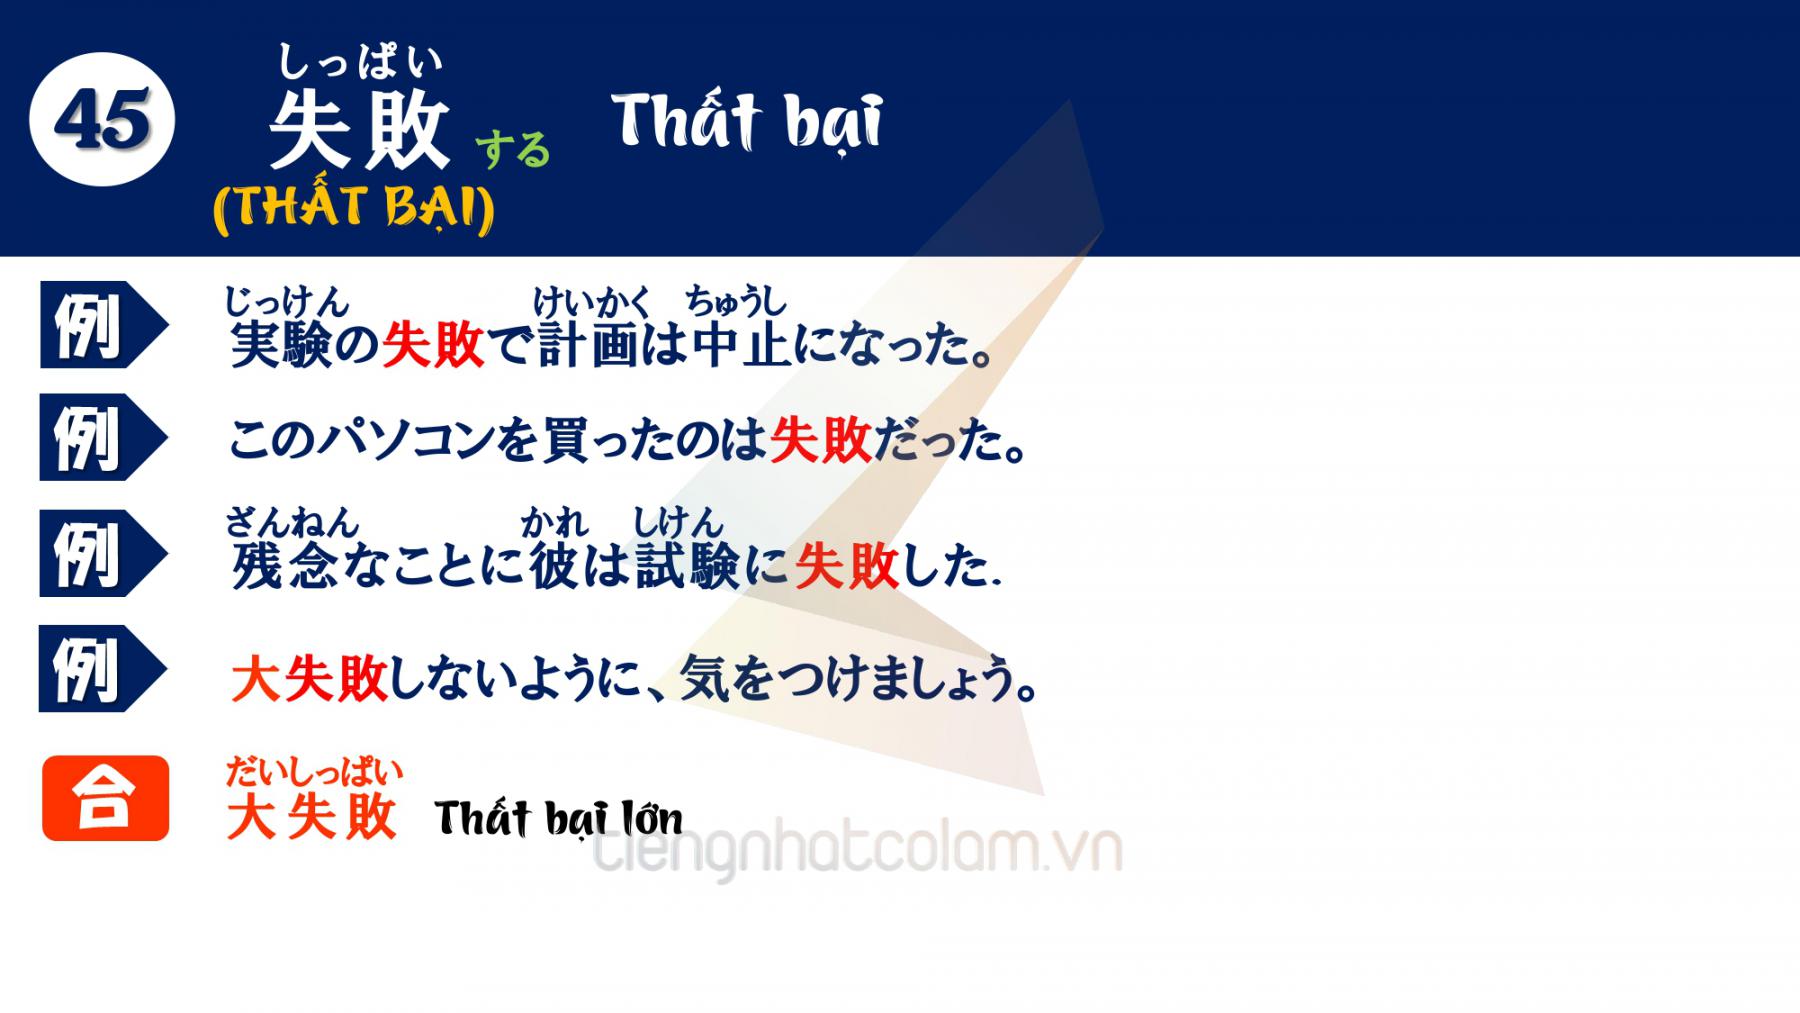 45
しっぱい
失敗する
(THẤT BẠI)
Thất bại
例
じっけん けいかく ちゅうし
実験の失敗で計画は中止になった。
例
このパソコンを買ったのは失敗だった。
例
ざんねん かれ しけん
残念なことに彼は試験に失敗した.
例
大失敗しないように、気をつけましょう。
合
だいしっぱい
大失敗 Thất bại lớn
tiengnhatcolam.vn